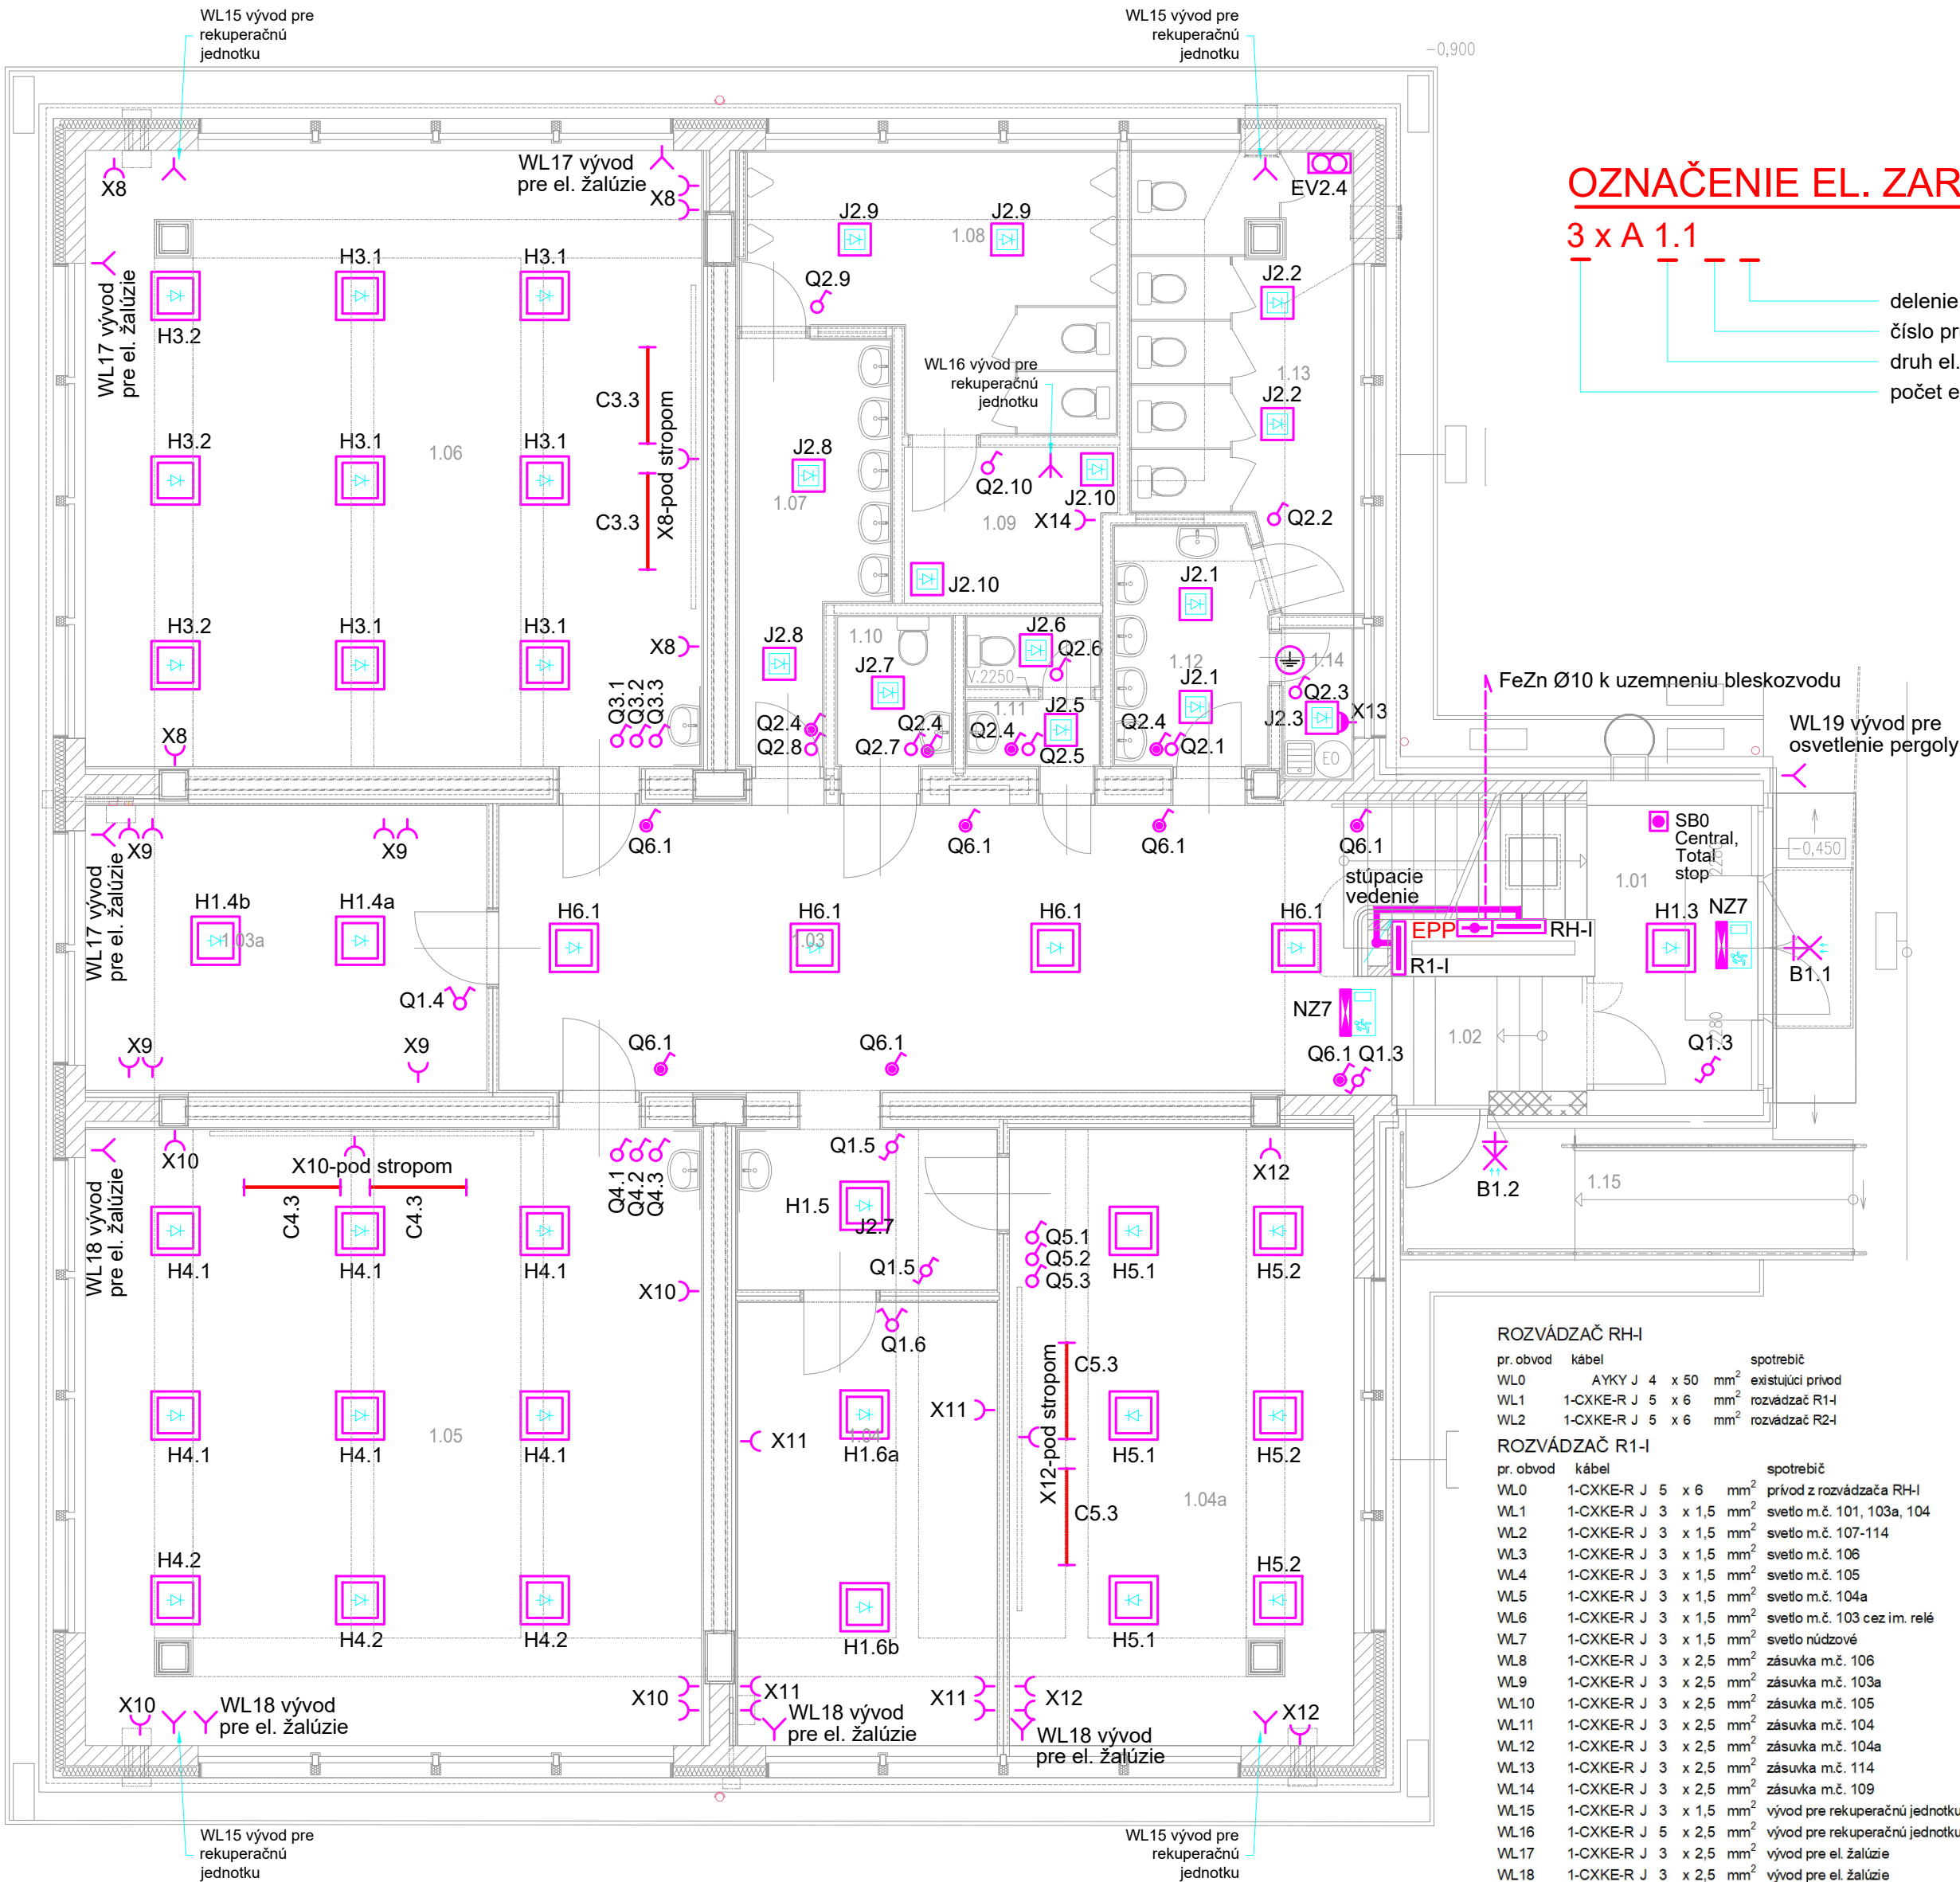 WL15 vývod pre
rekuperačnú
jednotku
WL15 vývod pre
rekuperačnú
jednotku
-0,900
OZNAČENIE EL. ZAR
3 x A 1.1
delenie
číslo pr
druh el.
počet e
X8
WL17 vývod
pre el. žalúzie
X8
EV2.4
J2.9
J2.9
1.08
Q2.9
J2.2
WL17 vývod
pre el. žalúzie
H3.1
H3.1
H3.2
C3.3
X8-pod stropom
WL16 vývod pre
rekuperačnú
jednotku
1.13
J2.2
H3.2
H3.1
H3.1
1.06
J2.8
1.07
Q2.10
J2.10
C3.3
1.09
X14
Q2.2
J2.10
J2.1
H3.2
H3.1
H3.1
X8
J2.8
1.10
J2.7
J2.6
Q2.6
V.2250
1.11
1.12
J2.1
1.14
Q2.3
J2.3
X13
FeZn Ø10 k uzemneniu bleskozvodu
WL19 vývod pre
osvetlenie pergoly
Q3.1
Q3.2
Q3.3
X8
Q2.4
Q2.8
Q2.4
Q2.7
Q2.4
J2.5
Q2.5
Q2.4
Q2.1
EO
X9
X9
Q6.1
Q6.1
Q6.1
Q6.1
SB0
Central,
Total
stop
-0,450
WL17 vývod
pre el. žalúzie
stúpacie
vedenie
1.01
H1.4b
1.03a
H1.4a
H6.1
H6.1
1.03
H6.1
H6.1
EPP
RH-I
R1-I
H1.3
NZ7
B1.1
Q1.4
NZ7
1.02
X9
X9
Q6.1
Q6.1
Q6.1
Q1.3
Q1.3
2280
X10
X10-pod stropom
Q4.1
Q4.2
Q4.3
Q1.5
X12
B1.2
1.15
WL18 vývod
pre el. žalúzie
C4.3
C4.3
H1.5
J2.7
Q5.1
Q5.2
Q5.3
H4.1
H4.1
H4.1
Q1.5
H5.1
H5.2
X10
Q1.6
X12-pod stropom
C5.3
X11
X11
1.04
H1.6a
1.05
H4.1
H4.1
H4.1
H5.1
H5.2
1.04a
C5.3
H4.2
H4.2
H4.2
H1.6b
H5.1
H5.2
X10
WL18 vývod
pre el. žalúzie
X10
X11
WL18 vývod
pre el. žalúzie
X11
X12
WL18 vývod
pre el. žalúzie
X12
WL15 vývod pre
rekuperačnú
jednotku
WL15 vývod pre
rekuperačnú
jednotku
ROZVÁDZAČ RH-I
pr. obvod kábel spotrebič
WL0 AYKY J 4 x 50 mm² existujúci prívod
WL1 1-CXKE-R J 5 x 6 mm² rozvádzač R1-I
WL2 1-CXKE-R J 5 x 6 mm² rozvádzač R2-I
ROZVÁDZAČ R1-I
pr. obvod kábel spotrebič
WL0 1-CXKE-R J 5 x 6 mm² prívod z rozvádzača RH-I
WL1 1-CXKE-R J 3 x 1,5 mm² svetlo m.č. 101, 103a, 104
WL2 1-CXKE-R J 3 x 1,5 mm² svetlo m.č. 107-114
WL3 1-CXKE-R J 3 x 1,5 mm² svetlo m.č. 106
WL4 1-CXKE-R J 3 x 1,5 mm² svetlo m.č. 105
WL5 1-CXKE-R J 3 x 1,5 mm² svetlo m.č. 104a
WL6 1-CXKE-R J 3 x 1,5 mm² svetlo m.č. 103 cez im. relé
WL7 1-CXKE-R J 3 x 1,5 mm² svetlo núdzové
WL8 1-CXKE-R J 3 x 2,5 mm² zásuvka m.č. 106
WL9 1-CXKE-R J 3 x 2,5 mm² zásuvka m.č. 103a
WL10 1-CXKE-R J 3 x 2,5 mm² zásuvka m.č. 105
WL11 1-CXKE-R J 3 x 2,5 mm² zásuvka m.č. 104
WL12 1-CXKE-R J 3 x 2,5 mm² zásuvka m.č. 104a
WL13 1-CXKE-R J 3 x 2,5 mm² zásuvka m.č. 114
WL14 1-CXKE-R J 3 x 2,5 mm² zásuvka m.č. 109
WL15 1-CXKE-R J 3 x 1,5 mm² vývod pre rekuperačnú jednotku
WL16 1-CXKE-R J 5 x 2,5 mm² vývod pre rekuperačnú jednotku
WL17 1-CXKE-R J 3 x 2,5 mm² vývod pre el. žalúzie
WL18 1-CXKE-R J 3 x 2,5 mm² vývod pre el. žalúzie